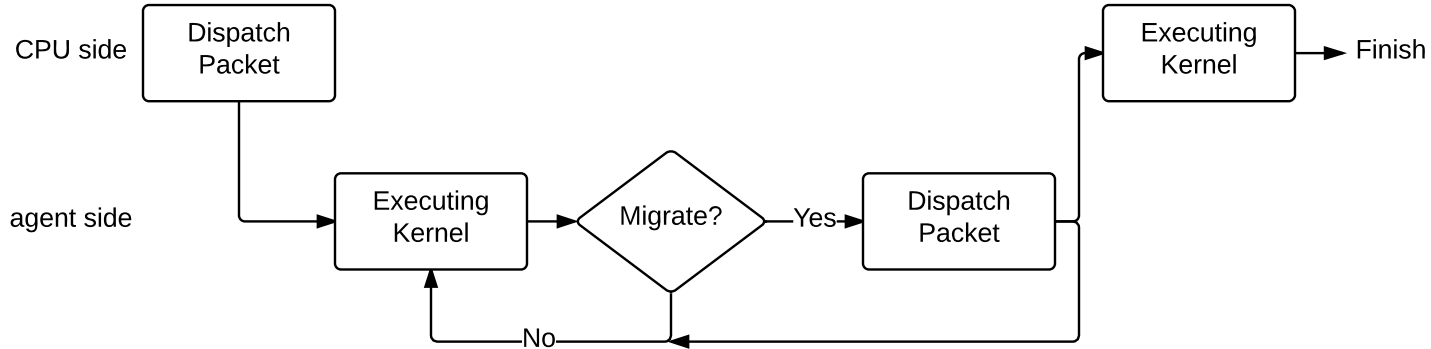 CPU side
Dispatch
Packet
Executing
Kernel
Finish
agent side
Executing
Kernel
Migrate?
Yes
Dispatch
Packet
No